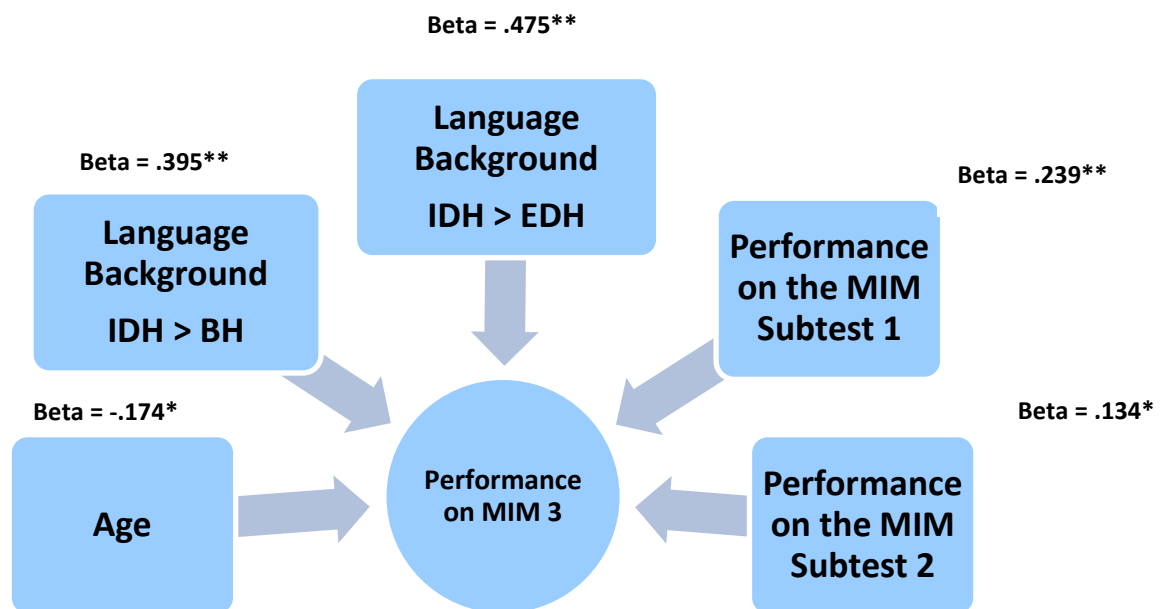 Beta = .475**
Language
Background
IDH > EDH
Beta = .395**
Language
Background
IDH > BH
Beta = .239**
Performance
on the MIM
Subtest 1
Beta = -.174*
Age
Performance
on MIM 3
Beta = .134*
Performance
on the MIM
Subtest 2